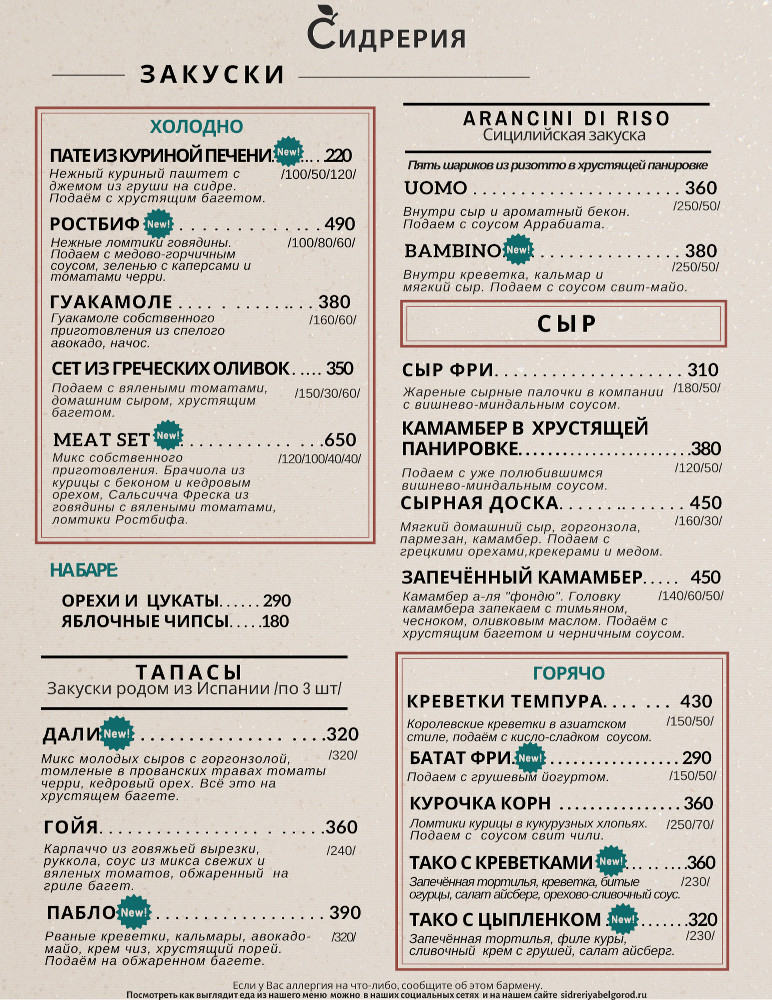 Сидрерия
ЗАКУСКИ
ХОЛОДНО
ПАТЕ ИЗ КУРИНОЙ ПЕЧЕНИ New! . . . 220
Нежный куриный паштет с /100/50/120/
джемом из груши на сидре.
Подаём с хрустящим багетом.
РОСТБИФ New! . . . . . . . . . . . . 490
Нежные ломтики говядины. /100/80/60/
Подаем с медово-горчичным
соусом, зеленью с каперсами и
томатами черри.
ГУАКАМОЛЕ . . . . . . . . . . . . . 380
Гуакамоле собственного /160/60/
приготовления из спелого
авокадо, начос.
СЕТ ИЗ ГРЕЧЕСКИХ ОЛИВОК . . . . . 350
Подаем с вялеными томатами, /150/30/60/
домашним сыром, хрустящим
багетом.
MEAT SET New! . . . . . . . . . . . . . 650
Микс собственного /120/100/40/40/
приготовления. Брачиола из
курицы с беконом и кедровым
орехом, Сальсичча Фреска из
говядины с вялеными томатами,
ломтики Ростбифа.
НА БАРЕ:
ОРЕХИ И ЦУКАТЫ. . . . . . 290
ЯБЛОЧНЫЕ ЧИПСЫ. . . . .180
ТАПАСЫ
Закуски родом из Испании /по 3 шт/
ДАЛИ New! . . . . . . . . . . . . . . . . .320
Микс молодых сыров с горгонзолой, /320/
томленые в прованских травах томаты
черри, кедровый орех. Всё это на
хрустящем багете.
ГОЙЯ. . . . . . . . . . . . . . . . . . . .360
Карпаччо из говяжьей вырезки, /240/
руккола, соус из микса свежих и
вяленых томатов, обжаренный на
гриле багет.
ПАБЛО New! . . . . . . . . . . . . . . . 390
Рваные креветки, кальмары, авокадо- /320/
майо, крем чиз, хрустящий порей.
Подаём на обжаренном багете.
ARANCINI DI RISO
Сицилийская закуска
Пять шариков из ризотто в хрустящей панировке
UOMO . . . . . . . . . . . . . . . . . . . . . . 360
Внутри сыр и ароматный бекон. /250/50/
Подаем с соусом Аррабиата.
BAMBINO New! . . . . . . . . . . . . . . . 380
Внутри креветка, кальмар и /250/50/
мягкий сыр. Подаем с соусом свит-майо.
СЫР
СЫР ФРИ. . . . . . . . . . . . . . . . . . . . 310
Жареные сырные палочки в компании /180/50/
с вишнево-миндальным соусом.
КАМАМБЕР В ХРУСТЯЩЕЙ
ПАНИРОВКЕ. . . . . . . . . . . . . . . . . . . .380
Подаем с уже полюбившимся /120/50/
вишнево-миндальным соусом.
СЫРНАЯ ДОСКА. . . . . . . . . . . . . 450
Мягкий домашний сыр, горгонзола, /160/30/
пармезан, камамбер. Подаем с
грецкими орехами,крекерами и медом.
ЗАПЕЧЁННЫЙ КАМАМБЕР. . . . . 450
Камамбер а-ля "фондю". Головку /140/60/50/
камамбера запекаем с тимьяном,
чесноком, оливковым маслом. Подаём с
хрустящим багетом и черничным соусом.
ГОРЯЧО
КРЕВЕТКИ ТЕМПУРА. . . . . . . 430
Королевские креветки в азиатском /150/50/
стиле, подаём с кисло-сладком соусом.
БАТАТ ФРИ. New! . . . . . . . . . . . . . .290
Подаем с грушевым йогуртом. /150/50/
КУРОЧКА КОРН . . . . . . . . . . . . .360
Ломтики курицы в кукурузных хлопьях. /250/70/
Подаем с соусом свит чили.
ТАКО С КРЕВЕТКАМИ New! . . . . . . .360
Запечённая тортилья, креветка, битые /230/
огурцы, салат айсберг, орехово-сливочный соус.
ТАКО С ЦЫПЛЕНКОМ . New! . . . . . .320
Запечённая тортилья, филе куры, /230/
сливочный крем с грушей, салат айсберг.
Если у Вас аллергия на что-либо, сообщите об этом бармену.
Посмотреть как выглядит еда из нашего меню можно в наших социальных сетях и на нашем сайте sidreriyabelgorod.ru